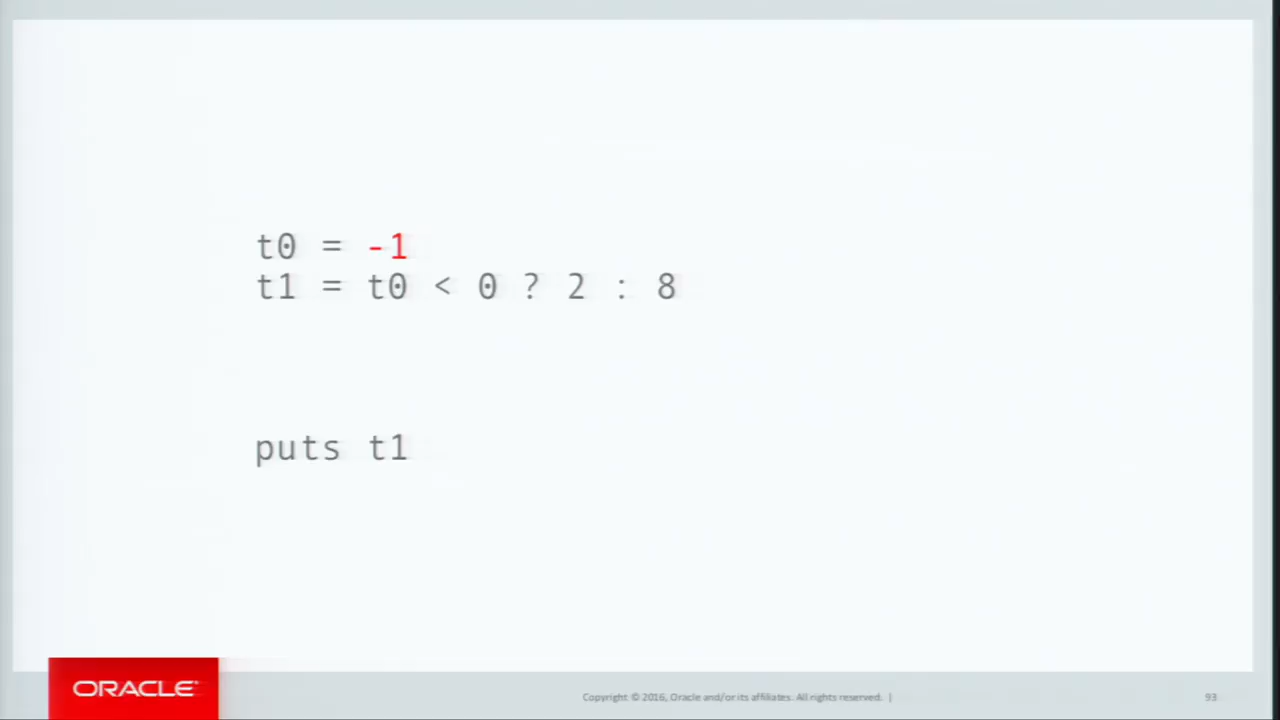 t0 = -1
t1 = t0 < 0 ? 2 : 8
puts t1
ORACLE
Copyright © 2016, Oracle and/or its affiliates. All rights reserved. |
93